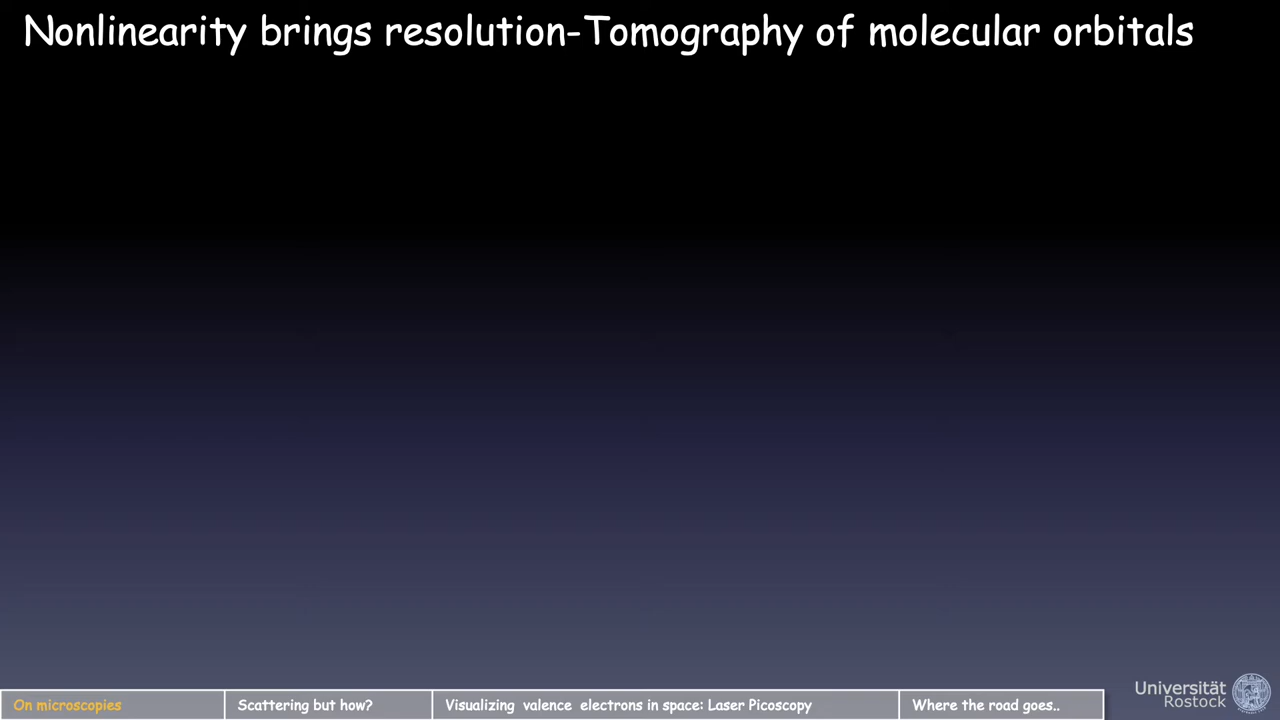 Nonlinearity brings resolution-Tomography of molecular orbitals
On microscopies
Scattering but how?
Visualizing valence electrons in space: Laser Picoscopy
Where the road goes..
Universität
Rostock